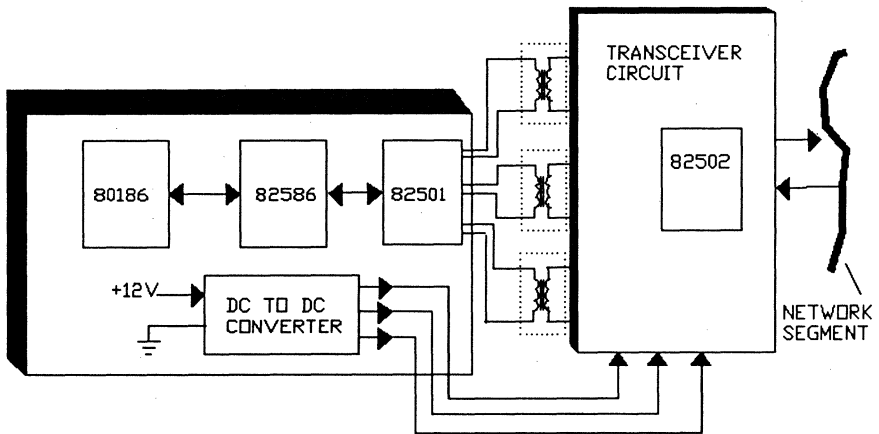 TRANSCEIVER
CIRCUIT
80186
82586
82501
82502
+12V
DC TO DC
CONVERTER
NETWORK
SEGMENT